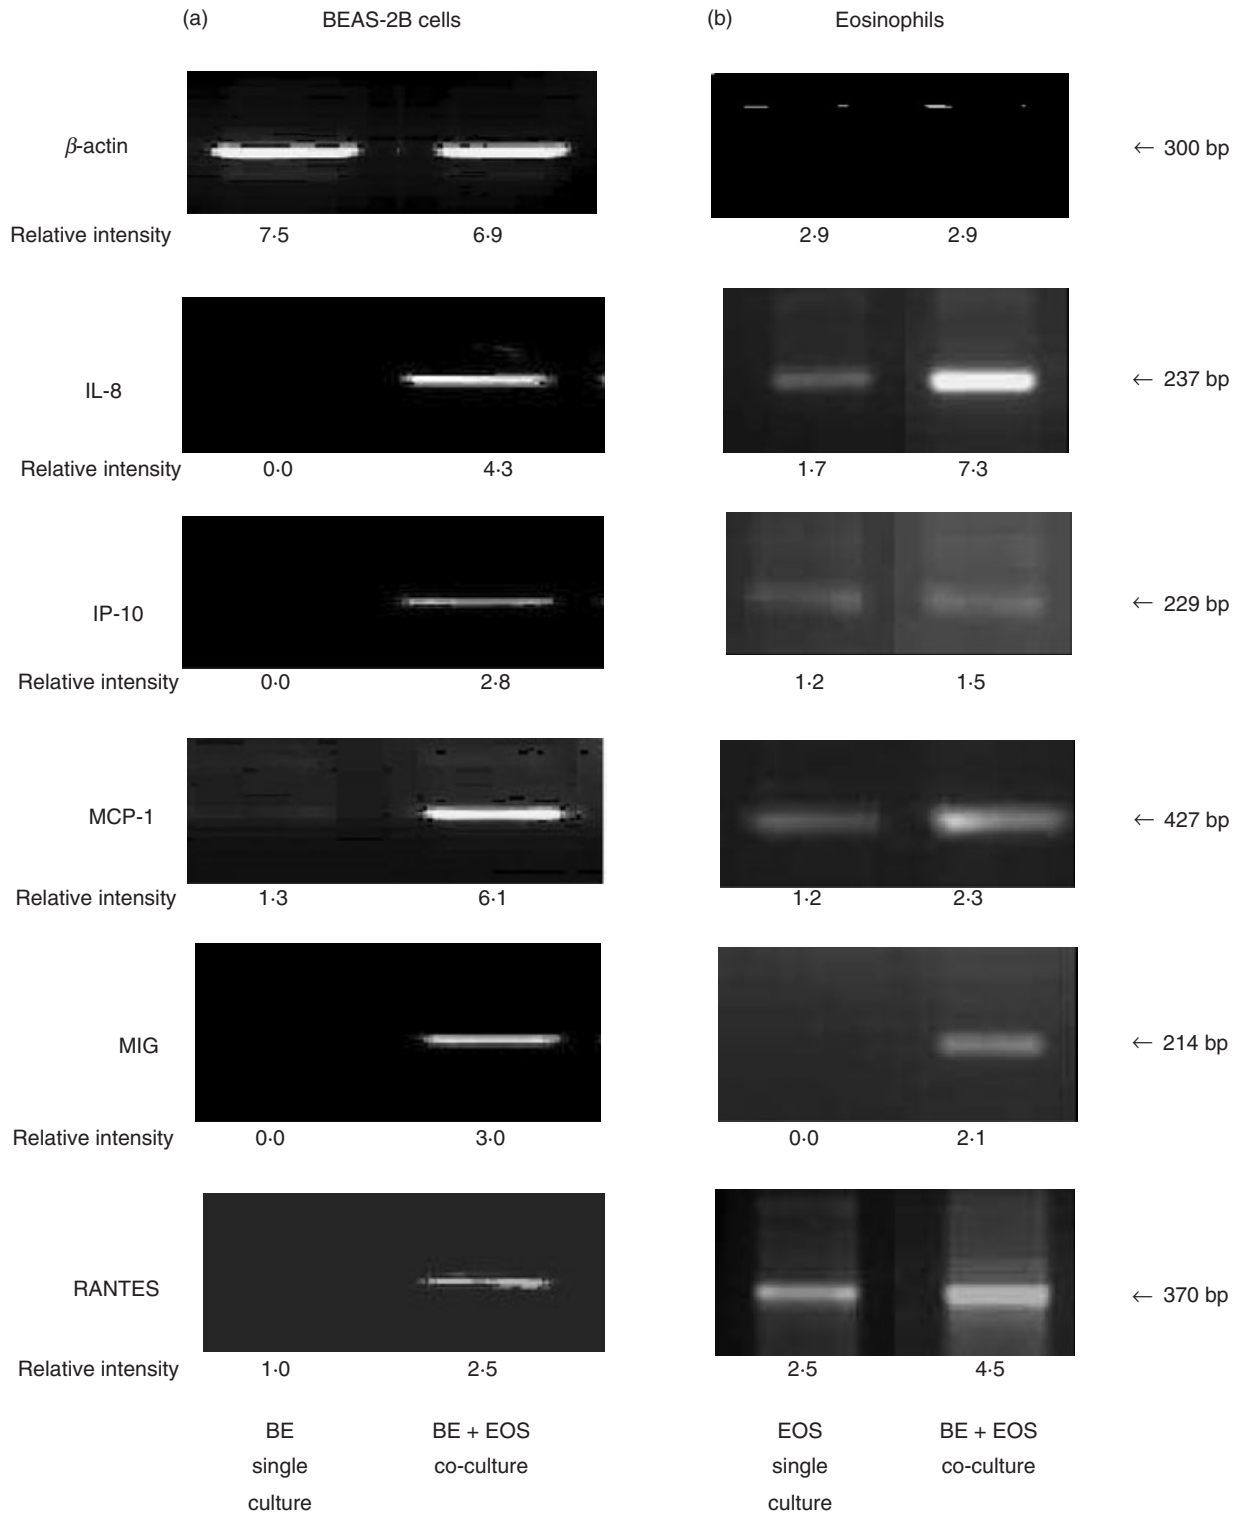 (a) BEAS-2B cells (b) Eosinophils
β-actin ← 300 bp
Relative intensity 7·5 6·9 2·9 2·9
IL-8 ← 237 bp
Relative intensity 0·0 4·3 1·7 7·3
IP-10 ← 229 bp
Relative intensity 0·0 2·8 1·2 1·5
MCP-1 ← 427 bp
Relative intensity 1·3 6·1 1·2 2·3
MIG ← 214 bp
Relative intensity 0·0 3·0 0·0 2·1
RANTES ← 370 bp
Relative intensity 1·0 2·5 2·5 4·5
BE BE + EOS EOS BE + EOS
single co-culture single co-culture
culture culture